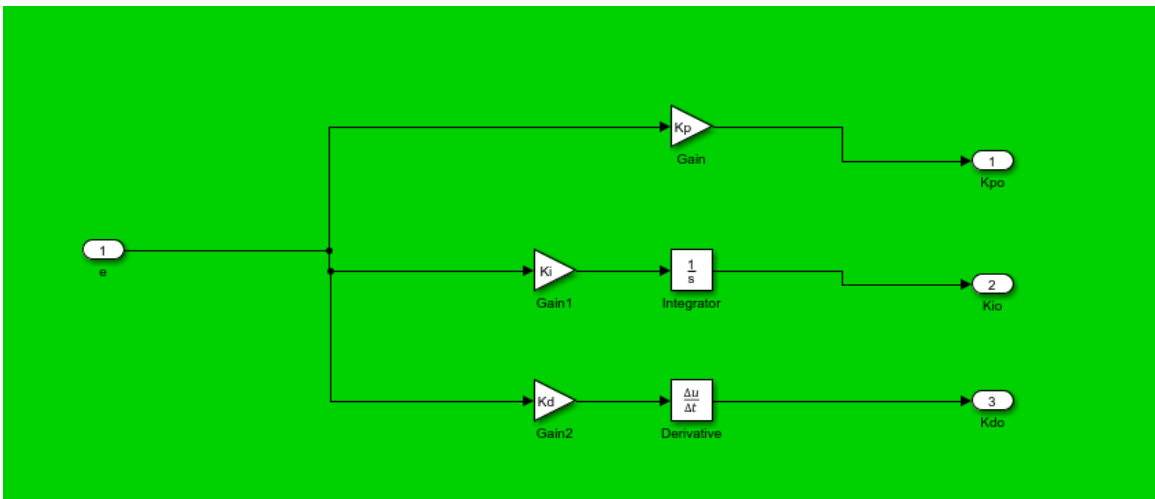 Kp
Gain
1
Kpo
1
e
Ki
Gain1
1
s
Integrator
2
Kio
Kd
Gain2
Δu
Δt
Derivative
3
Kdo